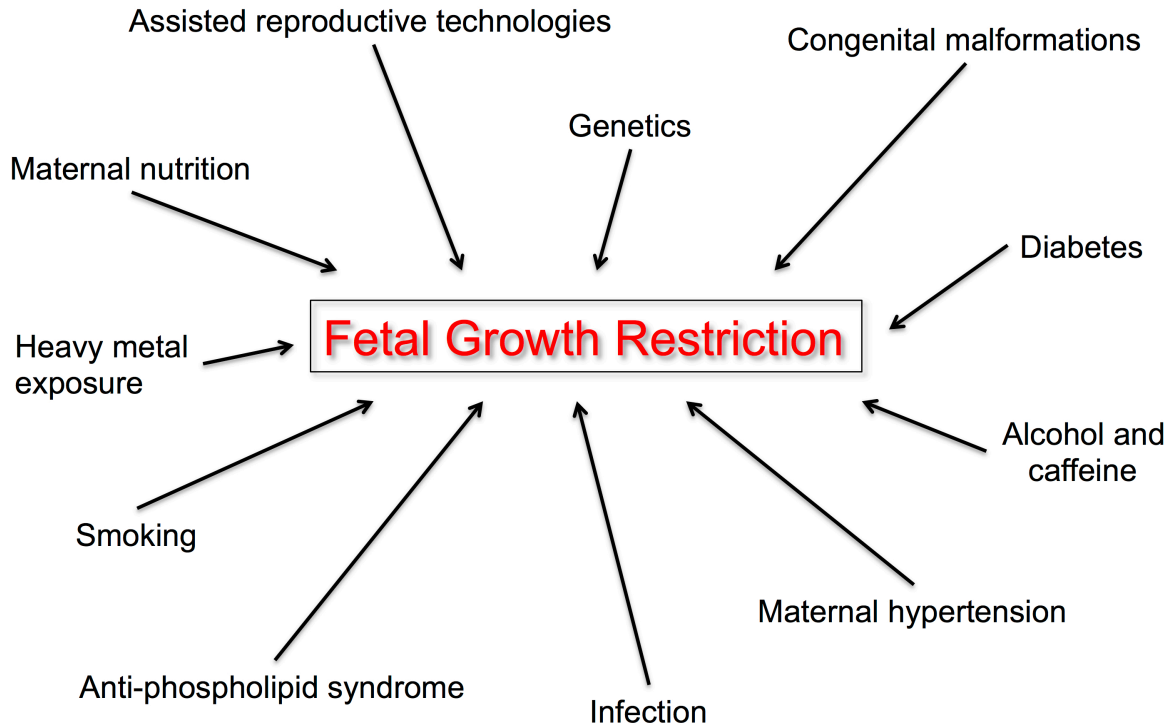 Assisted reproductive technologies
Congenital malformations
Genetics
Maternal nutrition
Diabetes
Fetal Growth Restriction
Heavy metal
exposure
Alcohol and
caffeine
Smoking
Maternal hypertension
Anti-phospholipid syndrome
Infection